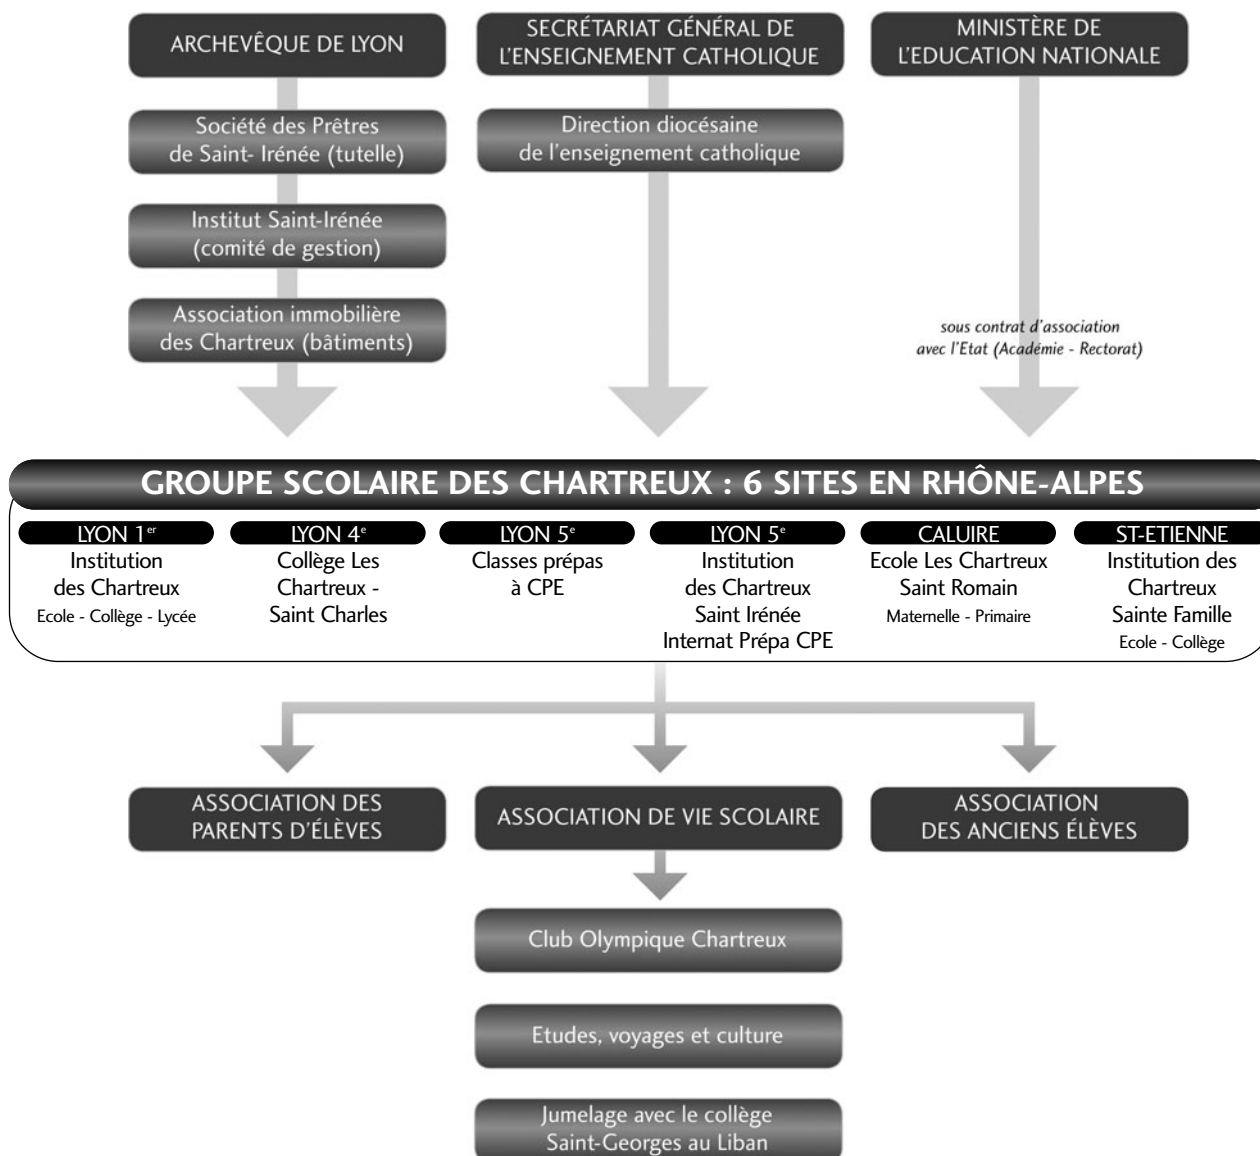 ARCHEVÊQUE DE LYON
SECRÉTARIAT GÉNÉRAL DE
L'ENSEIGNEMENT CATHOLIQUE
MINISTÈRE DE
L'EDUCATION NATIONALE
Société des Prêtres
de Saint- Irénée (tutelle)
Direction diocésaine
de l'enseignement catholique
Institut Saint-Irénée
(comité de gestion)
Association immobilière
des Chartreux (bâtiments)
sous contrat d'association
avec l'Etat (Académie - Rectorat)
GROUPE SCOLAIRE DES CHARTREUX : 6 SITES EN RHÔNE-ALPES
LYON 1er
Institution
des Chartreux
Ecole - Collège - Lycée
LYON 4e
Collège Les
Chartreux -
Saint Charles
LYON 5e
Classes prépas
à CPE
LYON 5e
Institution
des Chartreux
Saint Irénée
Internat Prépa CPE
CALUIRE
Ecole Les Chartreux
Saint Romain
Maternelle - Primaire
ST-ETIENNE
Institution des
Chartreux
Sainte Famille
Ecole - Collège
ASSOCIATION DES
PARENTS D'ÉLÈVES
ASSOCIATION DE VIE SCOLAIRE
ASSOCIATION
DES ANCIENS ÉLÈVES
Club Olympique Chartreux
Etudes, voyages et culture
Jumelage avec le collège
Saint-Georges au Liban